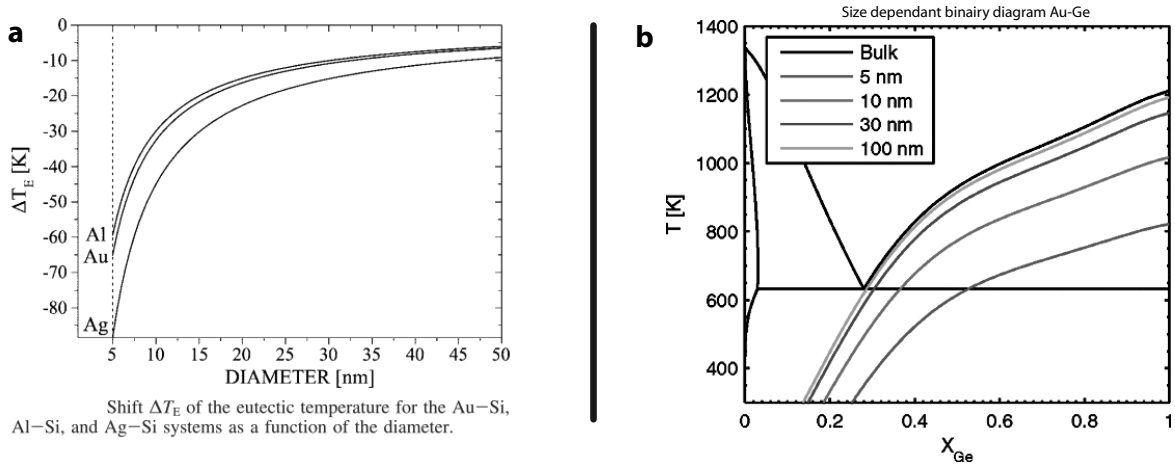 a
0
-10
-20
-30
-40
-50
-60
-70
-80
ΔT_E [K]
Al
Au
Ag
5
10
15
20
25
30
35
40
45
50
DIAMETER [nm]
Shift ΔT_E of the eutectic temperature for the Au−Si,
Al−Si, and Ag−Si systems as a function of the diameter.
b
Size dependant binairy diagram Au-Ge
1400
1200
1000
800
600
400
T [K]
Bulk
5 nm
10 nm
30 nm
100 nm
0
0.2
0.4
0.6
0.8
1
X_Ge